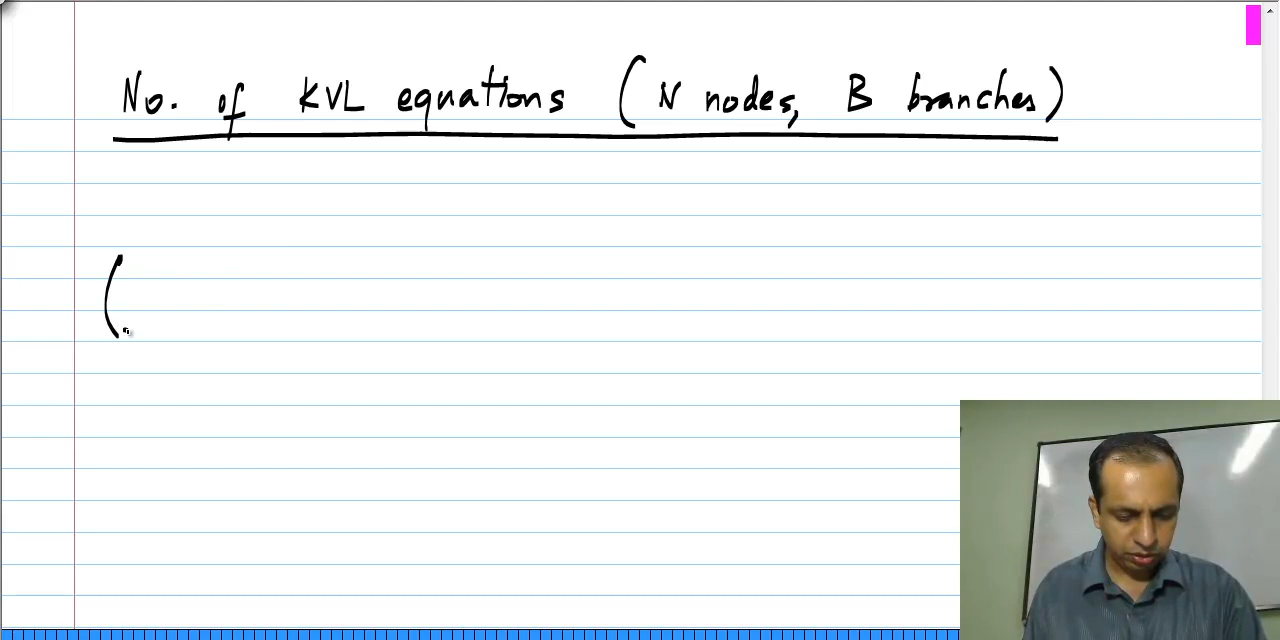 No. of KVL equations (N nodes, B branches)
(